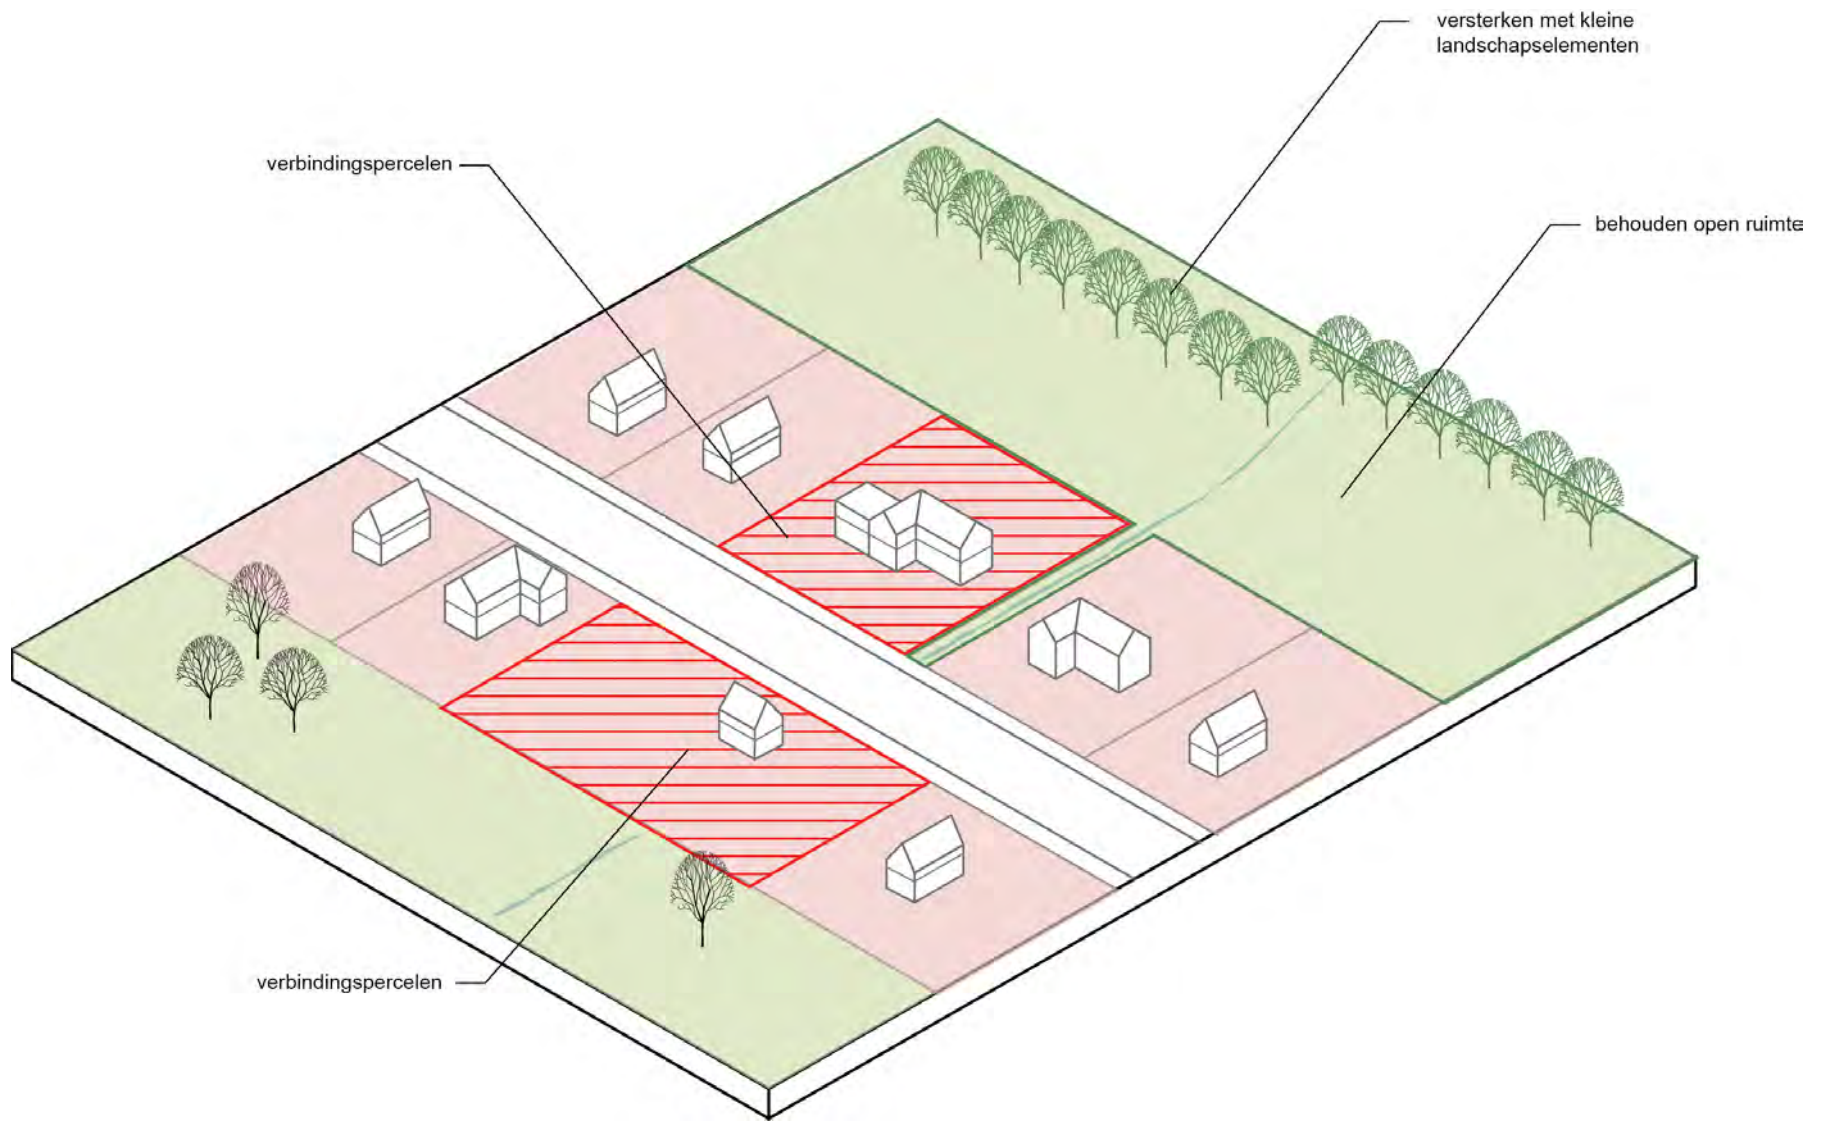 versterken met kleine
landschapselementen
verbindingspercelen
behouden open ruimte
verbindingspercelen